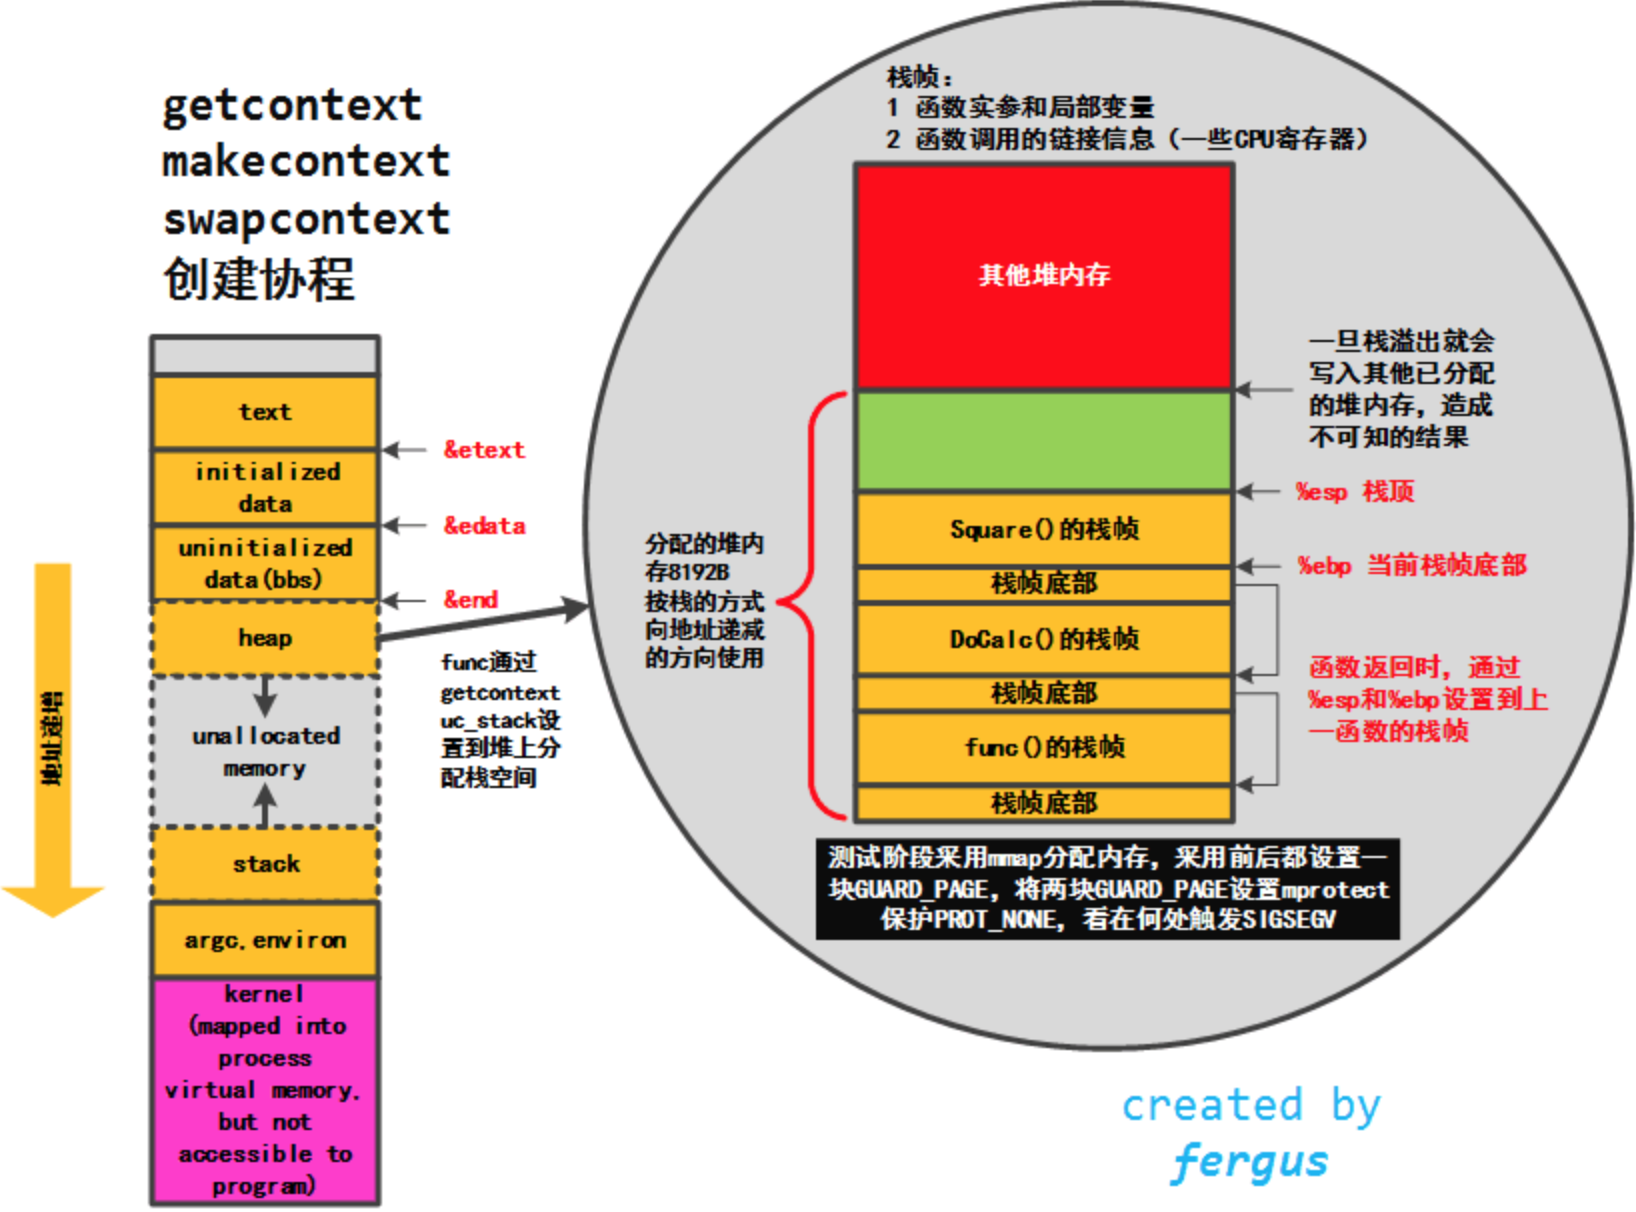 getcontext
makecontext
swapcontext
创建协程
text
&etext
initialized
data
&edata
uninitialized
data(bbs)
&end
heap
func通过
getcontext
uc_stack设
置到堆上分
配栈空间
unallocated
memory
stack
argc.environ
kernel
(mapped into
process
virtual memory.
but not
accessible to
program)
地址递增
栈帧：
1 函数实参和局部变量
2 函数调用的链接信息（一些CPU寄存器）
其他堆内存
一旦栈溢出就会
写入其他已分配
的堆内存，造成
不可知的结果
%esp 栈顶
Square()的栈帧
%ebp 当前栈帧底部
栈帧底部
DoCalc()的栈帧
栈帧底部
func()的栈帧
栈帧底部
分配的堆内
存8192B
按栈的方式
向地址递减
的方向使用
函数返回时，通过
%esp和%ebp设置到上
一函数的栈帧
测试阶段采用mmap分配内存，采用前后都设置一
块GUARD_PAGE，将两块GUARD_PAGE设置mprotect
保护PROT_NONE，看在何处触发SIGSEGV
created by
fergus